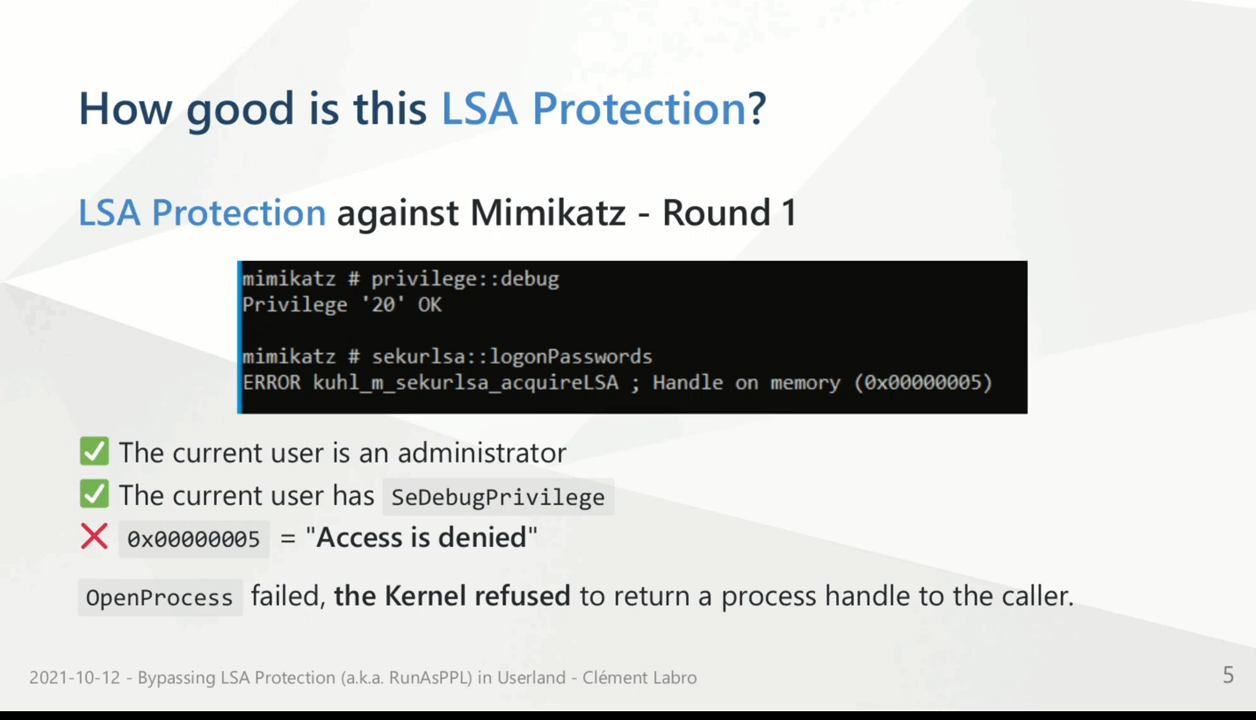 How good is this LSA Protection?
LSA Protection against Mimikatz - Round 1
mimikatz # privilege::debug
Privilege '20' OK
mimikatz # sekurlsa::logonPasswords
ERROR kuhl_m_sekurlsa_acquireLSA ; Handle on memory (0x00000005)
✅ The current user is an administrator
✅ The current user has SeDebugPrivilege
❌ 0x00000005 = "Access is denied"
OpenProcess failed, the Kernel refused to return a process handle to the caller.
2021-10-12 - Bypassing LSA Protection (a.k.a. RunAsPPL) in Userland - Clément Labro
5